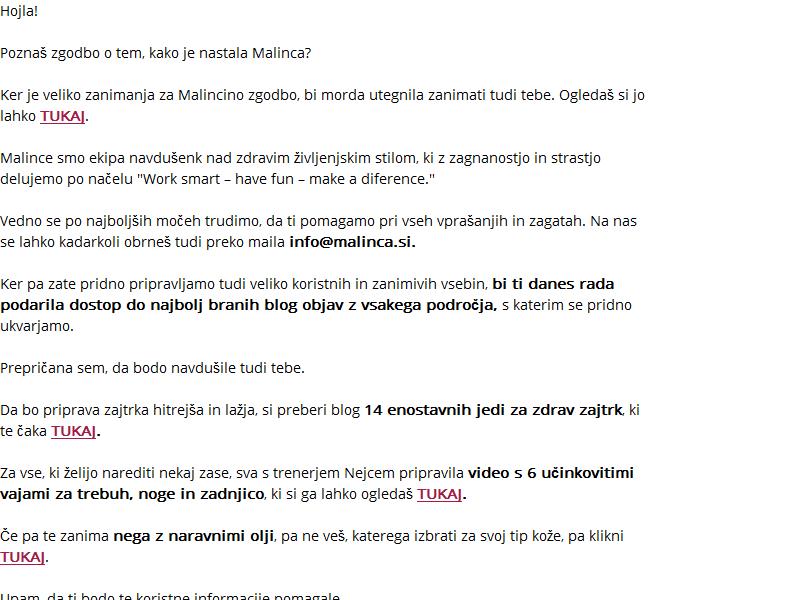 Hojla!
Poznaš zgodbo o tem, kako je nastala Malinca?
Ker je veliko zanimanja za Malincino zgodbo, bi morda utegnila zanimati tudi tebe. Ogledaš si jo
lahko TUKAJ.
Malince smo ekipa navdušenk nad zdravim življenjskim stilom, ki z zagnanostjo in strastjo
delujemo po načelu "Work smart – have fun – make a diference."
Vedno se po najboljših močeh trudimo, da ti pomagamo pri vseh vprašanjih in zagatah. Na nas
se lahko kadarkoli obrneš tudi preko maila info@malinca.si.
Ker pa zate pridno pripravljamo tudi veliko koristnih in zanimivih vsebin, bi ti danes rada
podarila dostop do najbolj branih blog objav z vsakega področja, s katerim se pridno
ukvarjamo.
Prepričana sem, da bodo navdušile tudi tebe.
Da bo priprava zajtrka hitrejša in lažja, si preberi blog 14 enostavnih jedi za zdrav zajtrk, ki
te čaka TUKAJ.
Za vse, ki želijo narediti nekaj zase, sva s trenerjem Nejcem pripravila video s 6 učinkovitimi
vajami za trebuh, noge in zadnjico, ki si ga lahko ogledaš TUKAJ.
Če pa te zanima nega z naravnimi olji, pa ne veš, katerega izbrati za svoj tip kože, pa klikni
TUKAJ.
Upam, da ti bodo te koristne informacije pomagale